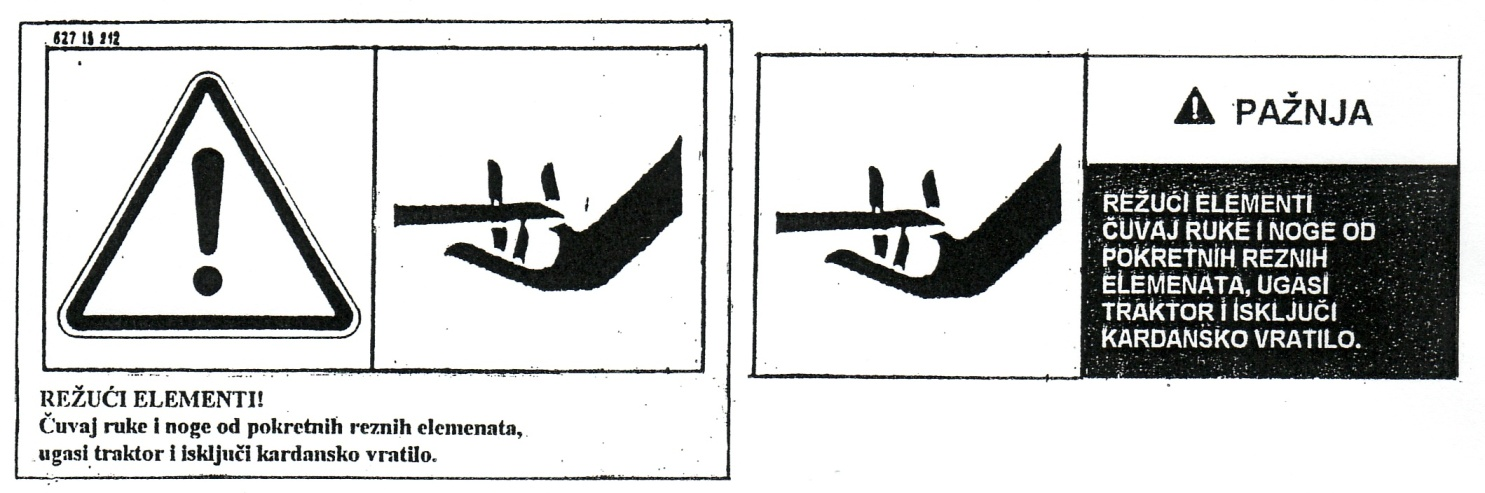 627 18 212
REŽUĆI ELEMENTI!
Čuvaj ruke i noge od pokretnih reznih elemenata,
ugasi traktor i isključi kardansko vratilo.
PAŽNJA
REŽUĆI ELEMENTI
ČUVAJ RUKE I NOGE OD
POKRETNIH REZNIH
ELEMENATA, UGASI
TRAKTOR I ISKLJUČI
KARDANSKO VRATILO.